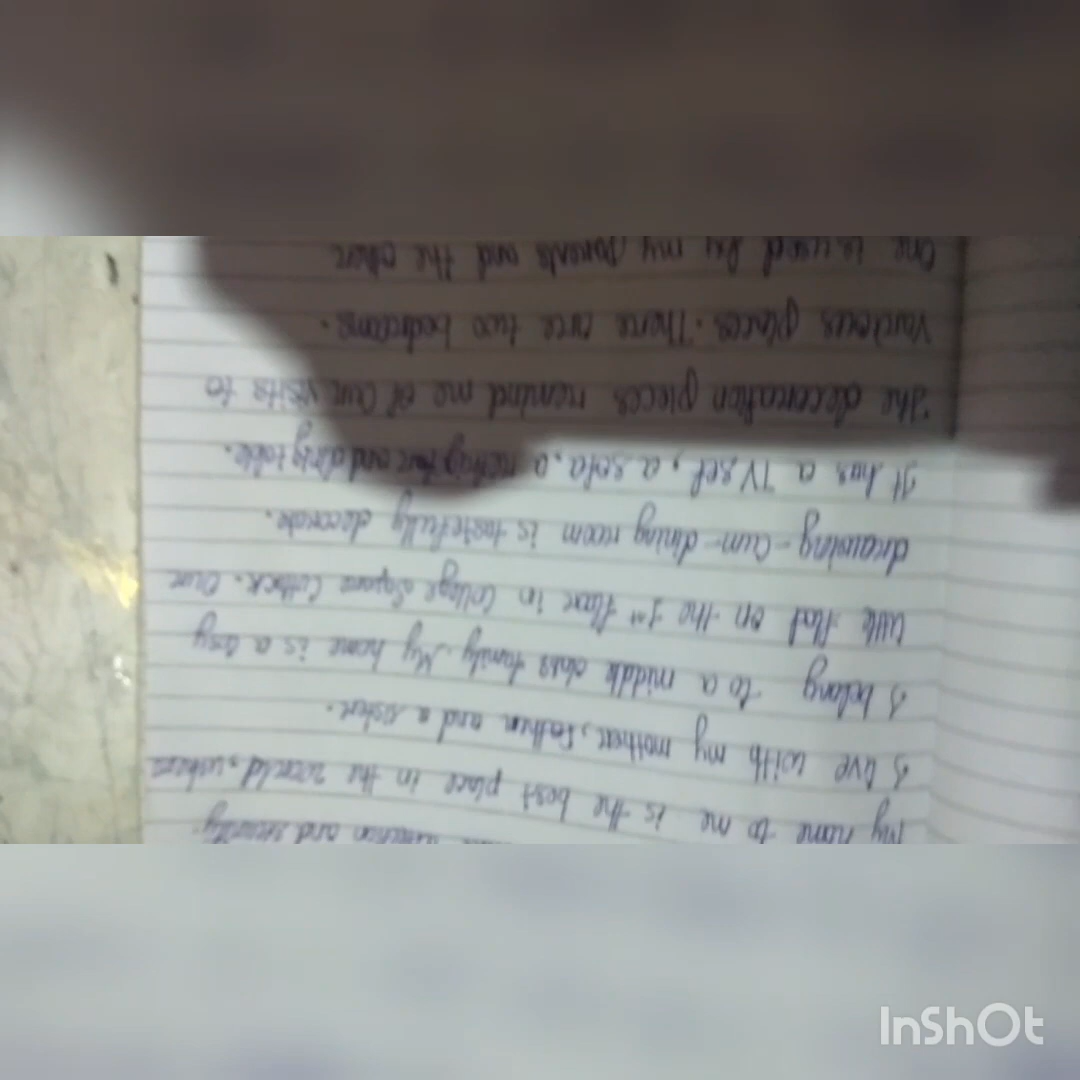 affection and security.
My home to me is the best place in the world, where
I live with my mother, father and a sister.
I belong to a middle class family. My home is a cosy
little flat on the 1st floor in College Square Cuttack. Our
drawing-cum-dining room is tastefully decorate.
It has a TV set, a sofa, a and dining table.
The decoration pieces remind me of our visits to
various places. There are two bedrooms.
One is used by my parents and the other
InShOt